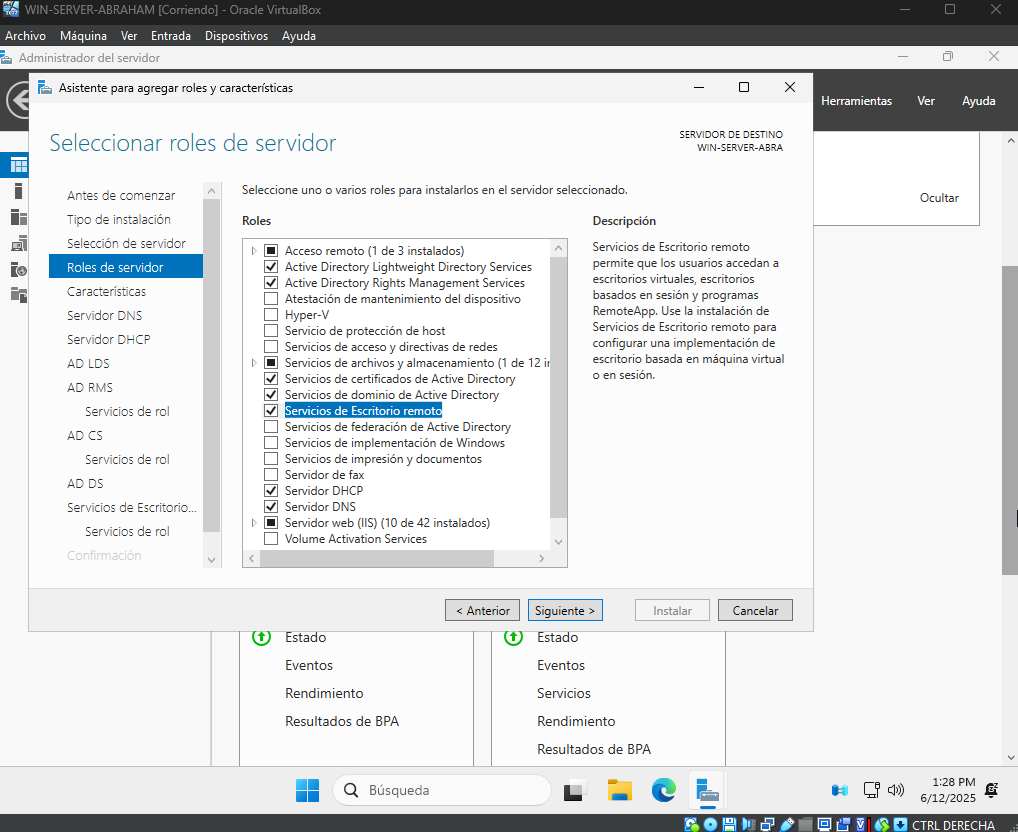 WIN-SERVER-ABRAHAM [Corriendo] - Oracle VirtualBox
Archivo Máquina Ver Entrada Dispositivos Ayuda
Administrador del servidor
Asistente para agregar roles y características
Herramientas Ver Ayuda
Seleccionar roles de servidor
SERVIDOR DE DESTINO
WIN-SERVER-ABRA
Ocultar
Antes de comenzar
Tipo de instalación
Selección de servidor
Roles de servidor
Características
Servidor DNS
Servidor DHCP
AD LDS
AD RMS
Servicios de rol
AD CS
Servicios de rol
AD DS
Servicios de Escritorio...
Servicios de rol
Confirmación
Seleccione uno o varios roles para instalarlos en el servidor seleccionado.
Roles
Acceso remoto (1 de 3 instalados)
Active Directory Lightweight Directory Services
Active Directory Rights Management Services
Atestación de mantenimiento del dispositivo
Hyper-V
Servicio de protección de host
Servicios de acceso y directivas de redes
Servicios de archivos y almacenamiento (1 de 12 in
Servicios de certificados de Active Directory
Servicios de dominio de Active Directory
Servicios de Escritorio remoto
Servicios de federación de Active Directory
Servicios de implementación de Windows
Servicios de impresión y documentos
Servidor de fax
Servidor DHCP
Servidor DNS
Servidor web (IIS) (10 de 42 instalados)
Volume Activation Services
Descripción
Servicios de Escritorio remoto
permite que los usuarios accedan a
escritorios virtuales, escritorios
basados en sesión y programas
RemoteApp. Use la instalación de
Servicios de Escritorio remoto para
configurar una implementación de
escritorio basada en máquina virtual
o en sesión.
< Anterior Siguiente > Instalar Cancelar
Estado
Eventos
Rendimiento
Resultados de BPA
Estado
Eventos
Servicios
Rendimiento
Resultados de BPA
Búsqueda
1:28 PM
6/12/2025
CTRL DERECHA